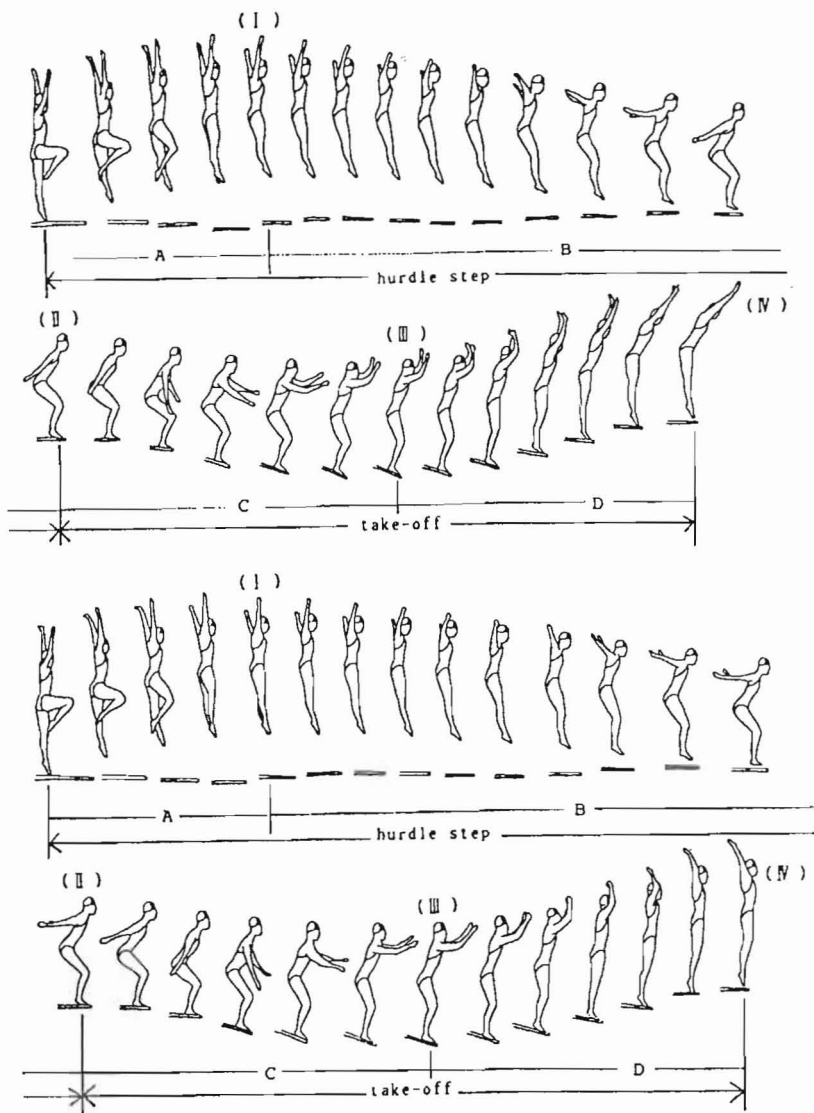 ( Ⅰ )
A B
hurdle step
( Ⅱ ) ( Ⅲ ) ( Ⅳ )
C D
take-off
( Ⅰ )
A B
hurdle step
( Ⅱ ) ( Ⅲ ) ( Ⅳ )
C D
take-off